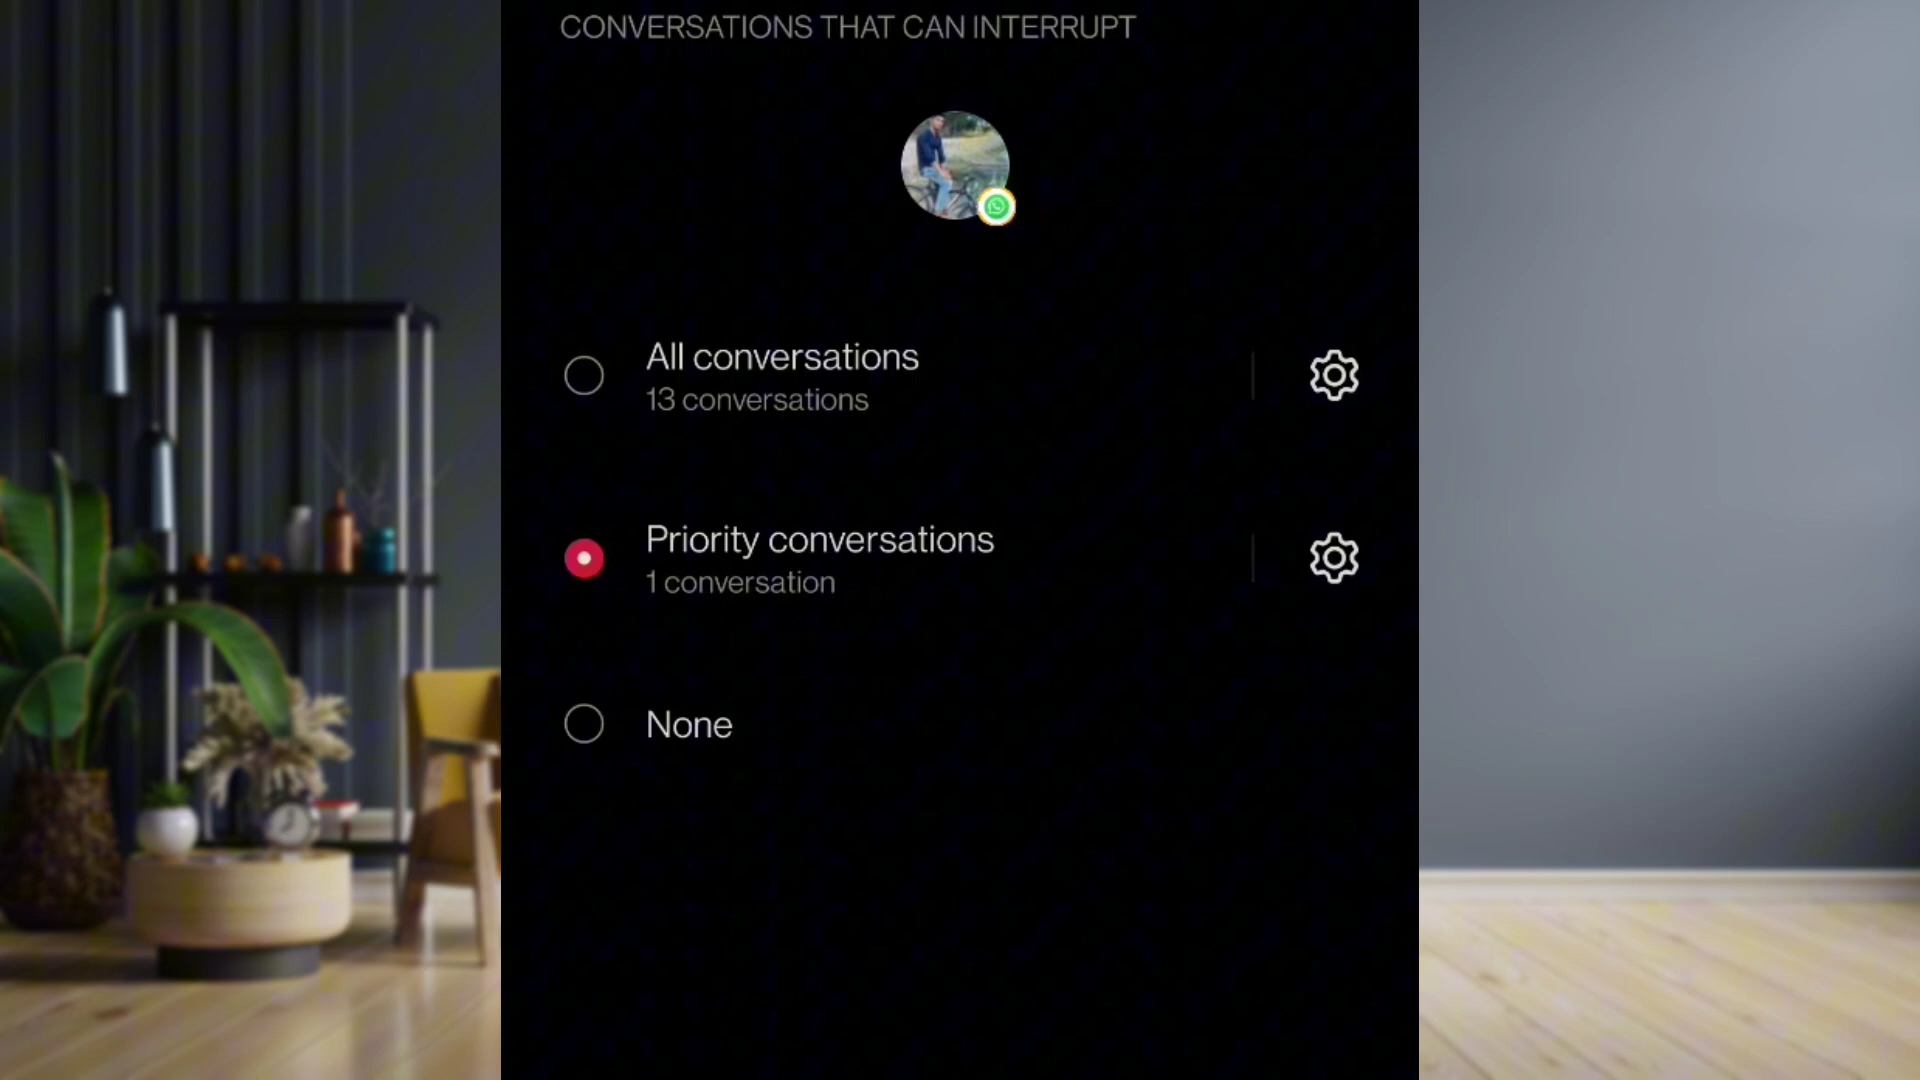 CONVERSATIONS THAT CAN INTERRUPT
All conversations
13 conversations
Priority conversations
1 conversation
None